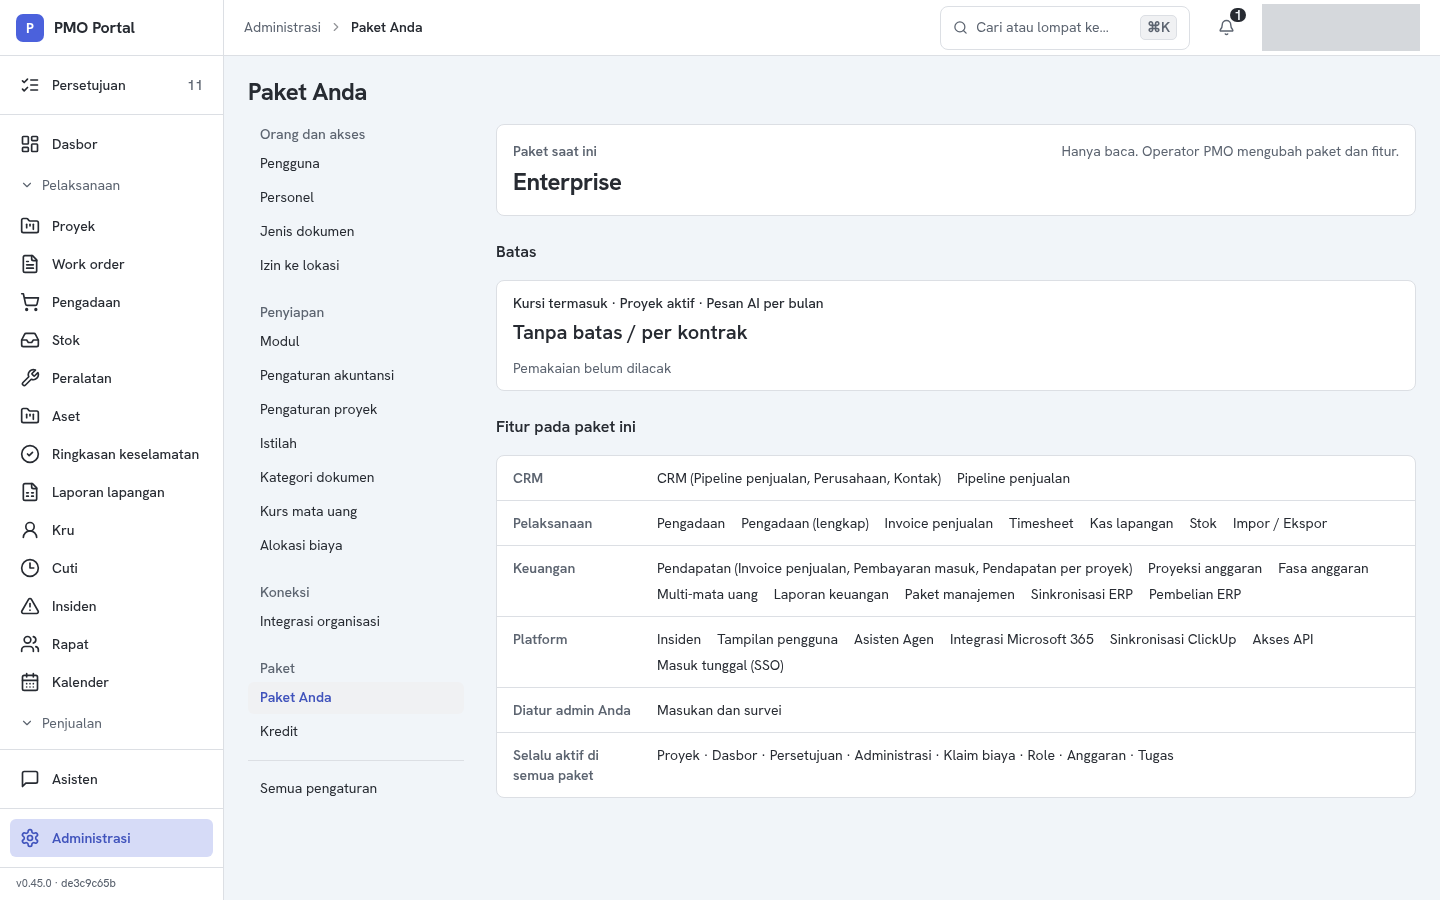 P PMO Portal
Administrasi > Paket Anda
Cari atau lompat ke... ⌘K
1
Persetujuan 11
Dasbor
Pelaksanaan
Proyek
Work order
Pengadaan
Stok
Peralatan
Aset
Ringkasan keselamatan
Laporan lapangan
Kru
Cuti
Insiden
Rapat
Kalender
Penjualan
Asisten
Administrasi
v0.45.0 · de3c9c65b
Paket Anda
Orang dan akses
Pengguna
Personel
Jenis dokumen
Izin ke lokasi
Penyiapan
Modul
Pengaturan akuntansi
Pengaturan proyek
Istilah
Kategori dokumen
Kurs mata uang
Alokasi biaya
Koneksi
Integrasi organisasi
Paket
Paket Anda
Kredit
Semua pengaturan
Paket saat ini
Hanya baca. Operator PMO mengubah paket dan fitur.
Enterprise
Batas
Kursi termasuk · Proyek aktif · Pesan AI per bulan
Tanpa batas / per kontrak
Pemakaian belum dilacak
Fitur pada paket ini
CRM CRM (Pipeline penjualan, Perusahaan, Kontak) Pipeline penjualan
Pelaksanaan Pengadaan Pengadaan (lengkap) Invoice penjualan Timesheet Kas lapangan Stok Impor / Ekspor
Keuangan Pendapatan (Invoice penjualan, Pembayaran masuk, Pendapatan per proyek) Proyeksi anggaran Fasa anggaran
Multi-mata uang Laporan keuangan Paket manajemen Sinkronisasi ERP Pembelian ERP
Platform Insiden Tampilan pengguna Asisten Agen Integrasi Microsoft 365 Sinkronisasi ClickUp Akses API
Masuk tunggal (SSO)
Diatur admin Anda Masukan dan survei
Selalu aktif di semua paket Proyek · Dasbor · Persetujuan · Administrasi · Klaim biaya · Role · Anggaran · Tugas